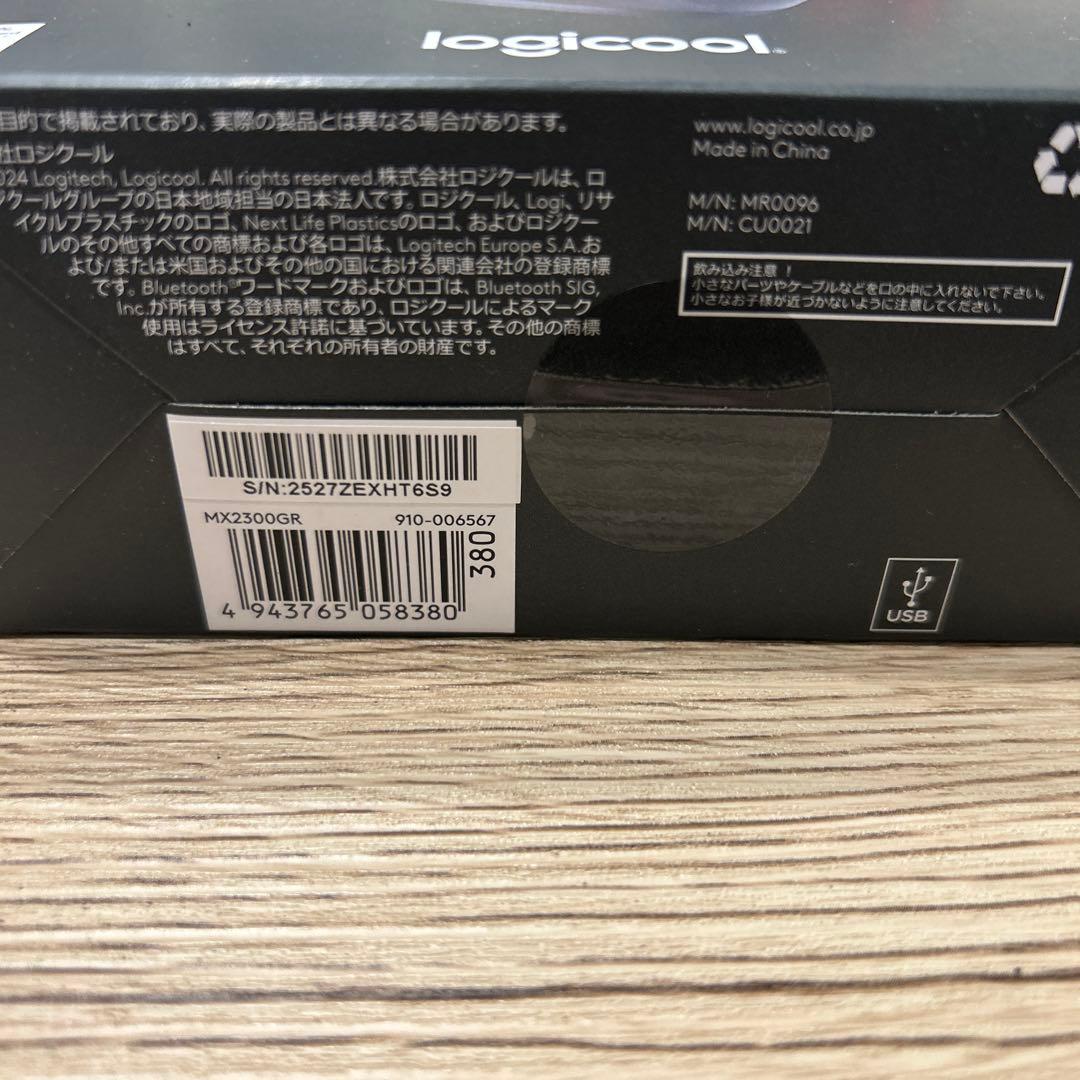 logicool
目的で掲載されており、実際の製品とは異なる場合があります。
社ロジクール
024 Logitech, Logicool. All rights reserved.株式会社ロジクールは、ロ
ジクールグループの日本地域担当の日本法人です。ロジクール、Logi、リサ
イクルプラスチックのロゴ、Next Life Plasticsのロゴ、およびロジクー
ルのその他すべての商標および各ロゴは、Logitech Europe S.A.お
よび/または米国およびその他の国における関連会社の登録商標
です。Bluetooth®ワードマークおよびロゴは、Bluetooth SIG,
Inc.が所有する登録商標であり、ロジクールによるマーク
使用はライセンス許諾に基づいています。その他の商標
はすべて、それぞれの所有者の財産です。
www.logicool.co.jp
Made in China
M/N: MR0096
M/N: CU0021
飲み込み注意！
小さなパーツやケーブルなどを口の中に入れないで下さい。
小さなお子様が近づかないように注意してください。
S/N:2527ZEXHT6S9
MX2300GR 910-006567
380
4 943765 058380
USB